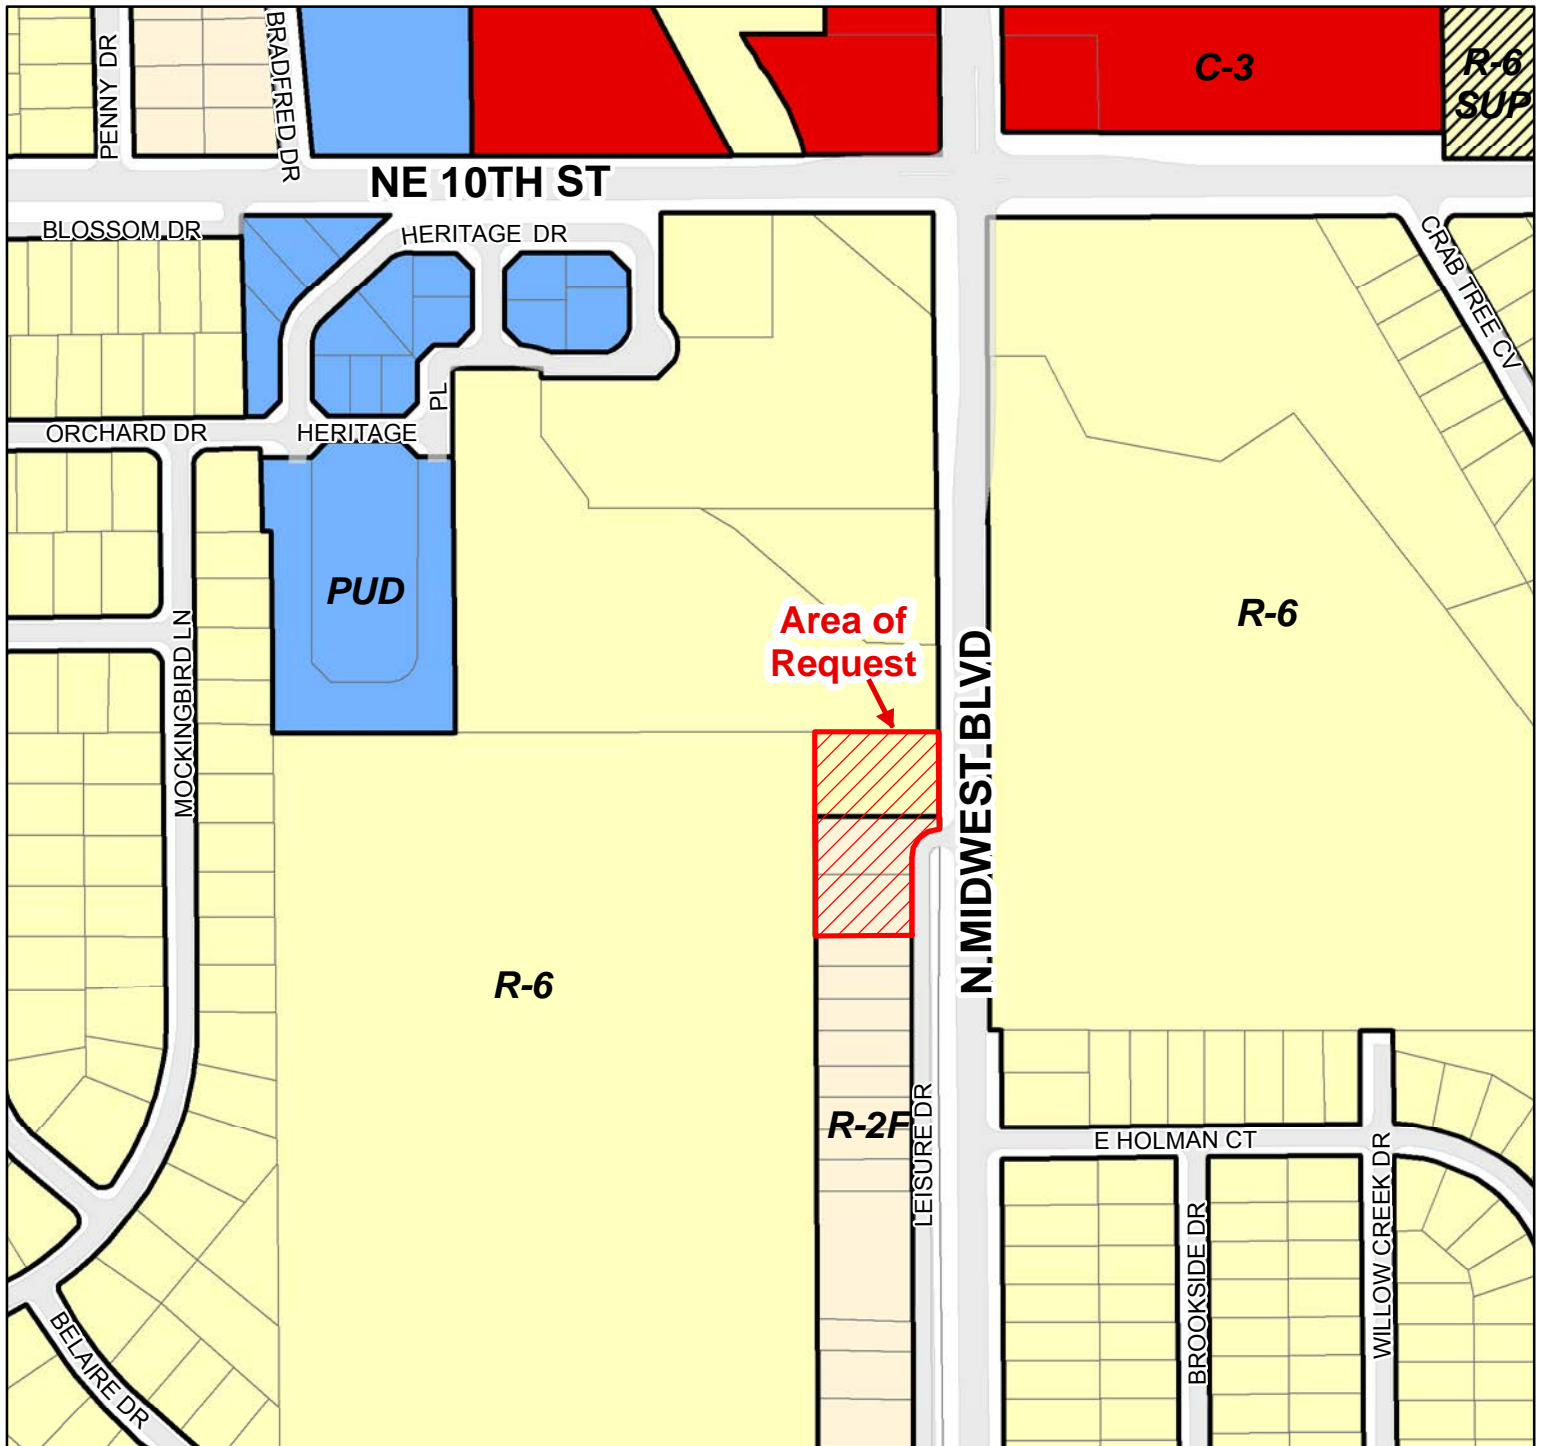 PENNY DR
BRADFRED DR
C-3
R-6
SUP
NE 10TH ST
BLOSSOM DR
HERITAGE DR
CRAB TREE CV
PL
ORCHARD DR
HERITAGE
PUD
MOCKINGBIRD LN
Area of
Request
N.MIDWEST.BLVD
R-6
R-6
R-2F
LEISURE DR
E HOLMAN CT
BROOKSIDE DR
WILLOW CREEK DR
BELAIRE DR